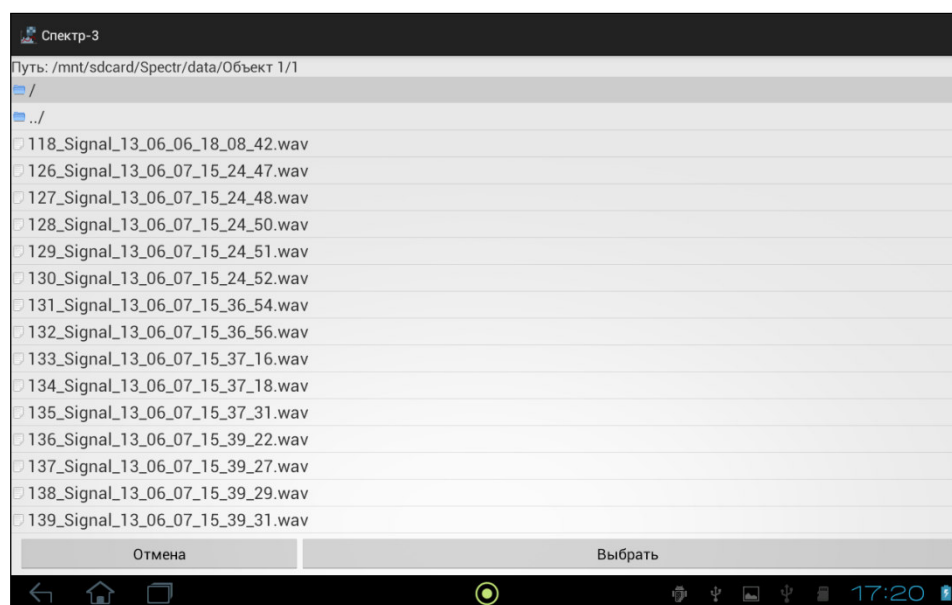 Спектр-3
Путь: /mnt/sdcard/Spectr/data/Объект 1/1
/
../
118_Signal_13_06_06_18_08_42.wav
126_Signal_13_06_07_15_24_47.wav
127_Signal_13_06_07_15_24_48.wav
128_Signal_13_06_07_15_24_50.wav
129_Signal_13_06_07_15_24_51.wav
130_Signal_13_06_07_15_24_52.wav
131_Signal_13_06_07_15_36_54.wav
132_Signal_13_06_07_15_36_56.wav
133_Signal_13_06_07_15_37_16.wav
134_Signal_13_06_07_15_37_18.wav
135_Signal_13_06_07_15_37_31.wav
136_Signal_13_06_07_15_39_22.wav
137_Signal_13_06_07_15_39_27.wav
138_Signal_13_06_07_15_39_29.wav
139_Signal_13_06_07_15_39_31.wav
Отмена Выбрать
17:20